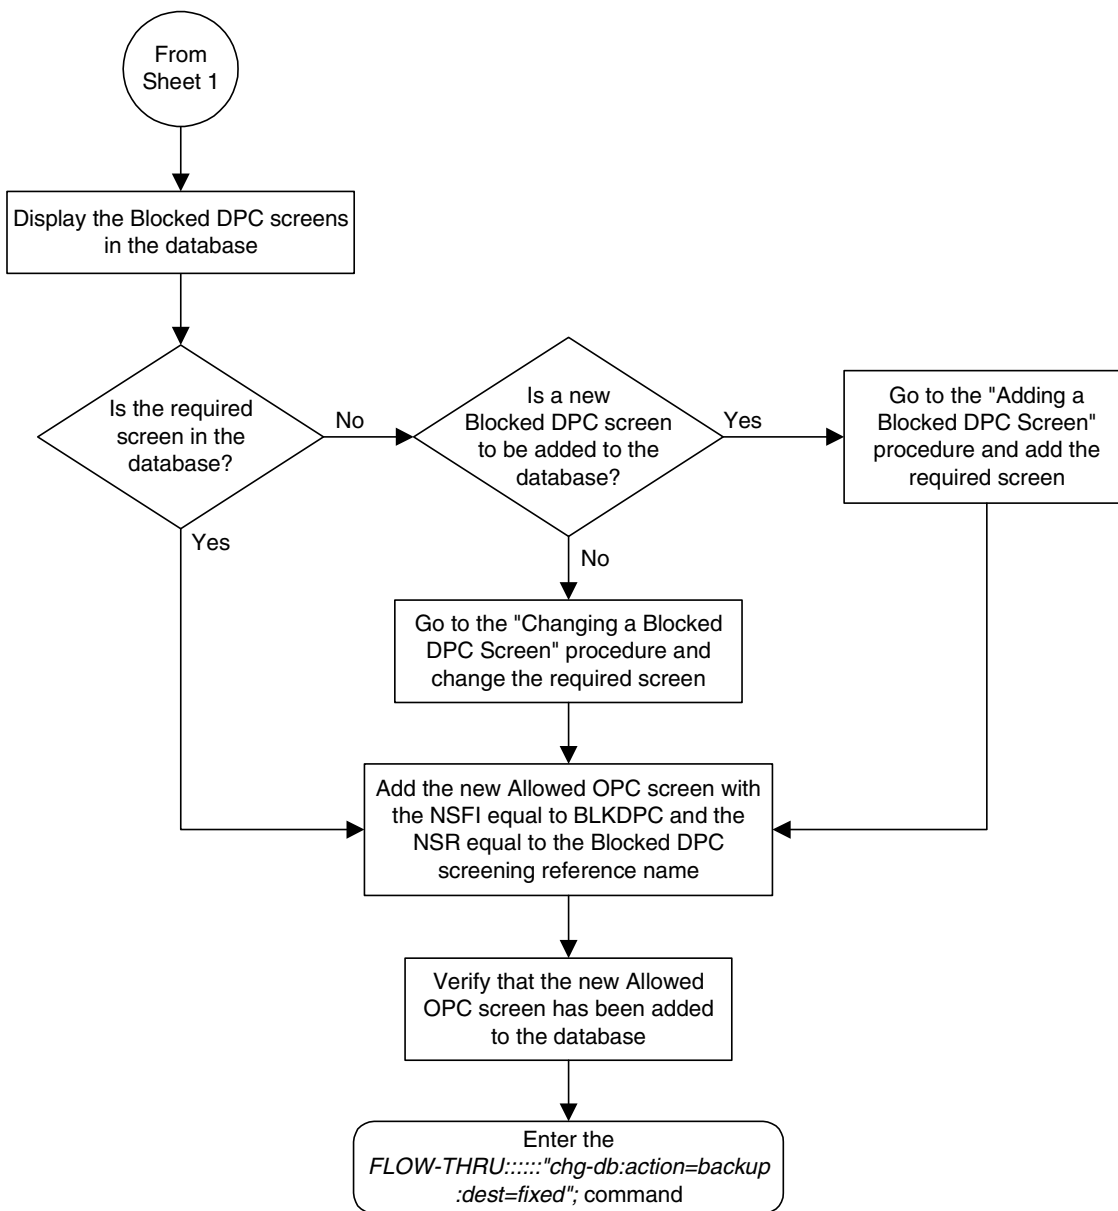 From
Sheet 1
Display the Blocked DPC screens
in the database
Is the required
screen in the
database?
No
Is a new
Blocked DPC screen
to be added to the
database?
Yes
Go to the "Adding a
Blocked DPC Screen"
procedure and add the
required screen
Yes
No
Go to the "Changing a Blocked
DPC Screen" procedure and
change the required screen
Add the new Allowed OPC screen with
the NSFI equal to BLKDPC and the
NSR equal to the Blocked DPC
screening reference name
Verify that the new Allowed
OPC screen has been added
to the database
Enter the
FLOW-THRU::::::"chg-db:action=backup
:dest=fixed"; command